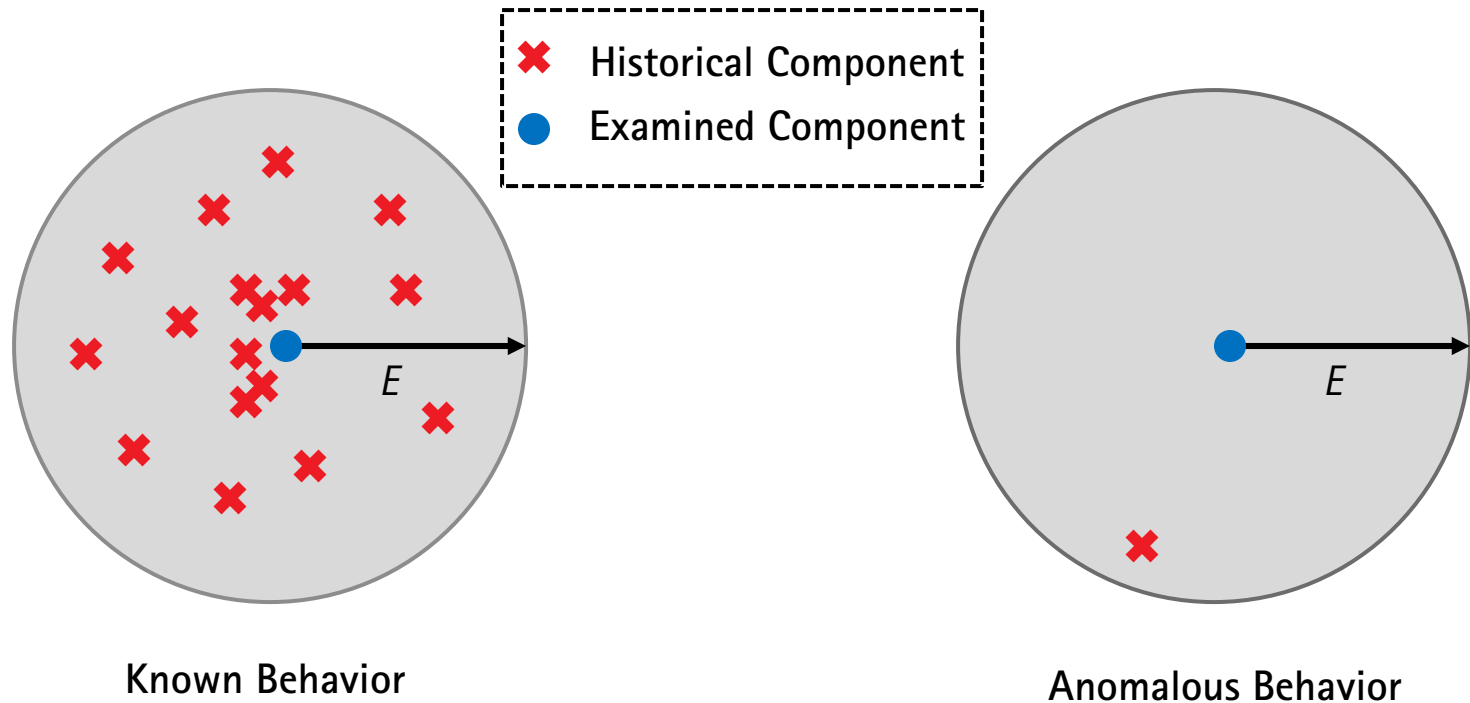 Historical Component
Examined Component
E
E
Known Behavior
Anomalous Behavior